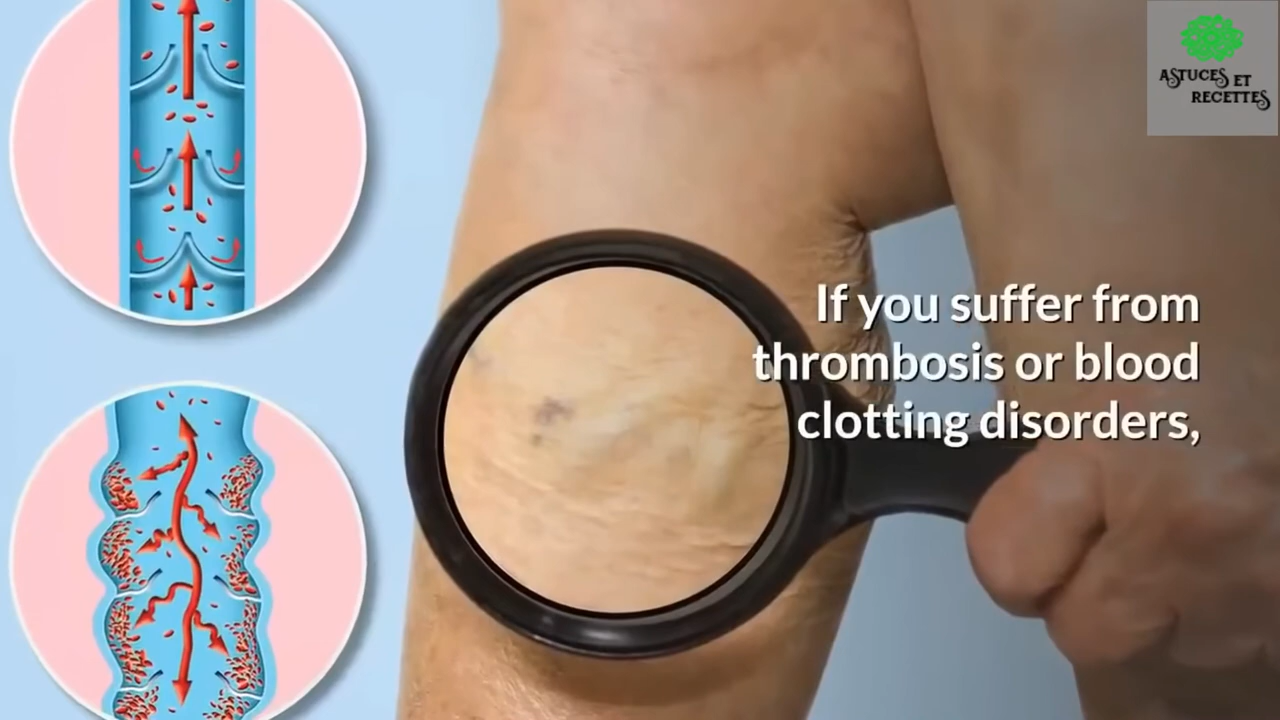 ASTUCES ET
RECETTES
If you suffer from
thrombosis or blood
clotting disorders,